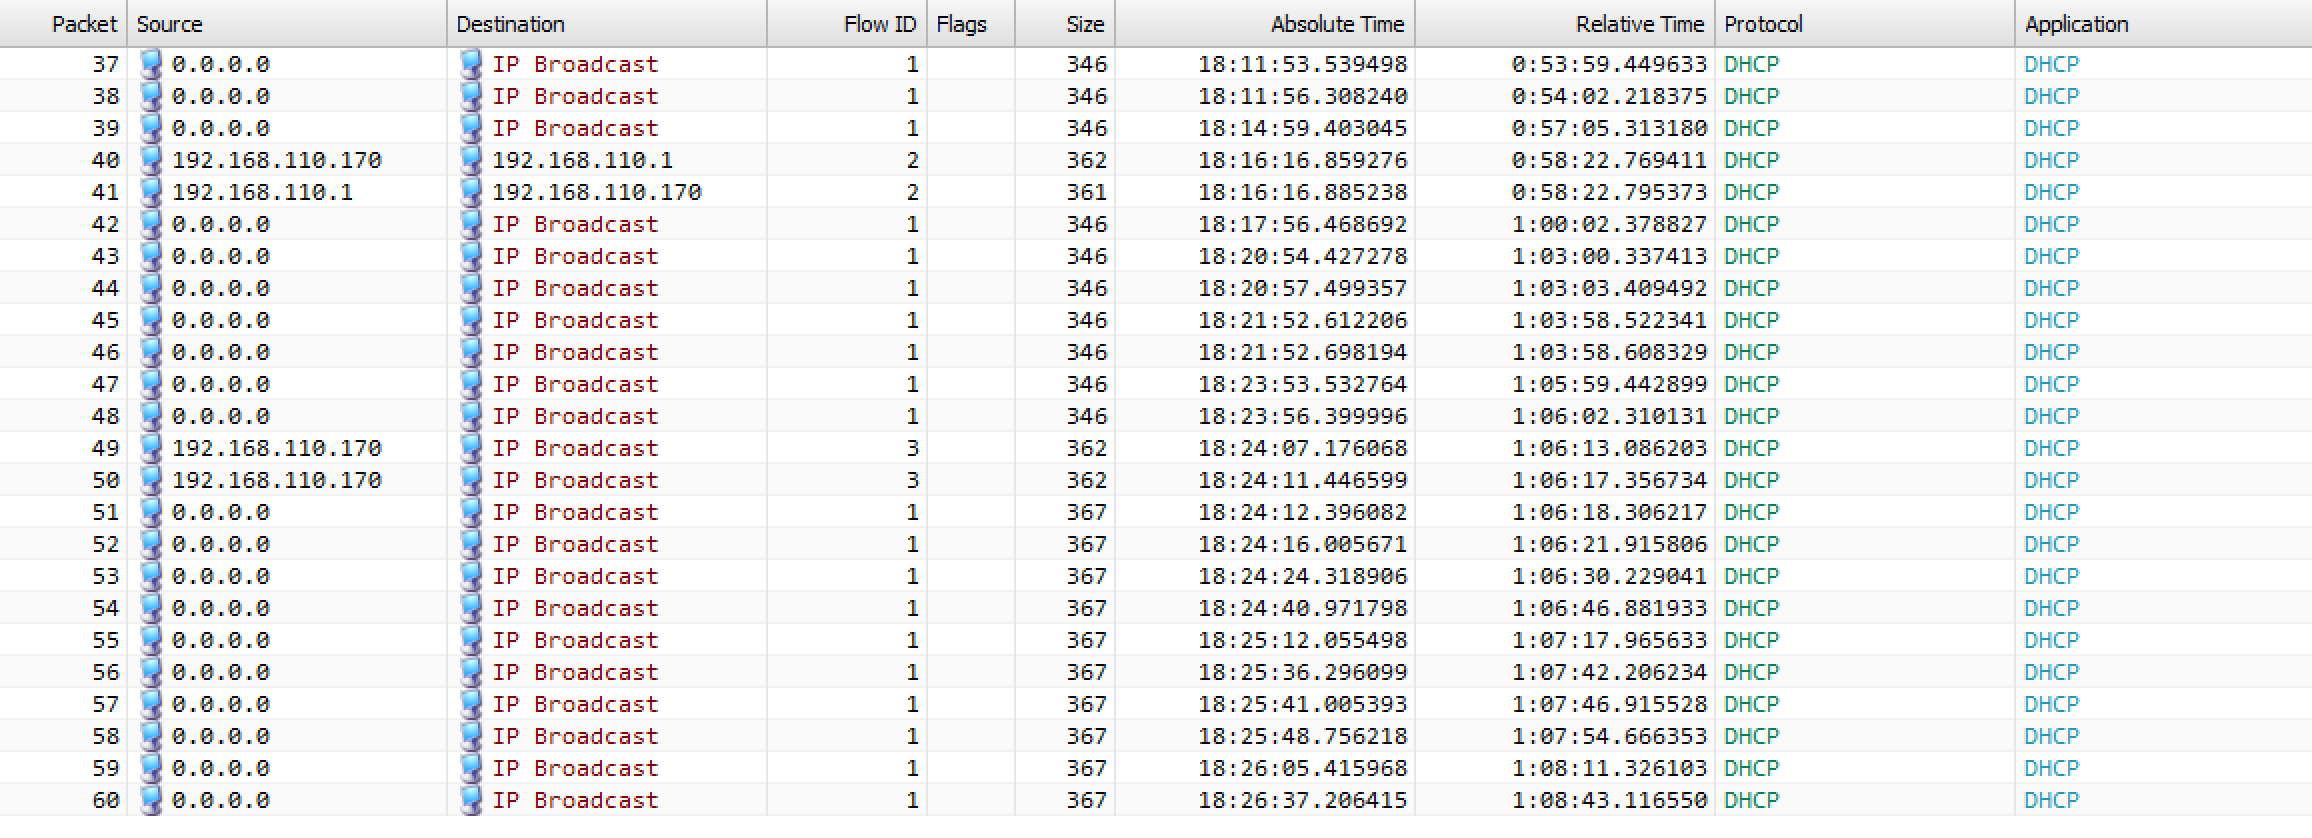 Packet Source Destination Flow ID Flags Size Absolute Time Relative Time Protocol Application
37 0.0.0.0 IP Broadcast 1 346 18:11:53.539498 0:53:59.449633 DHCP DHCP
38 0.0.0.0 IP Broadcast 1 346 18:11:56.308240 0:54:02.218375 DHCP DHCP
39 0.0.0.0 IP Broadcast 1 346 18:14:59.403045 0:57:05.313180 DHCP DHCP
40 192.168.110.170 192.168.110.1 2 362 18:16:16.859276 0:58:22.769411 DHCP DHCP
41 192.168.110.1 192.168.110.170 2 361 18:16:16.885238 0:58:22.795373 DHCP DHCP
42 0.0.0.0 IP Broadcast 1 346 18:17:56.468692 1:00:02.378827 DHCP DHCP
43 0.0.0.0 IP Broadcast 1 346 18:20:54.427278 1:03:00.337413 DHCP DHCP
44 0.0.0.0 IP Broadcast 1 346 18:20:57.499357 1:03:03.409492 DHCP DHCP
45 0.0.0.0 IP Broadcast 1 346 18:21:52.612206 1:03:58.522341 DHCP DHCP
46 0.0.0.0 IP Broadcast 1 346 18:21:52.698194 1:03:58.608329 DHCP DHCP
47 0.0.0.0 IP Broadcast 1 346 18:23:53.532764 1:05:59.442899 DHCP DHCP
48 0.0.0.0 IP Broadcast 1 346 18:23:56.399996 1:06:02.310131 DHCP DHCP
49 192.168.110.170 IP Broadcast 3 362 18:24:07.176068 1:06:13.086203 DHCP DHCP
50 192.168.110.170 IP Broadcast 3 362 18:24:11.446599 1:06:17.356734 DHCP DHCP
51 0.0.0.0 IP Broadcast 1 367 18:24:12.396082 1:06:18.306217 DHCP DHCP
52 0.0.0.0 IP Broadcast 1 367 18:24:16.005671 1:06:21.915806 DHCP DHCP
53 0.0.0.0 IP Broadcast 1 367 18:24:24.318906 1:06:30.229041 DHCP DHCP
54 0.0.0.0 IP Broadcast 1 367 18:24:40.971798 1:06:46.881933 DHCP DHCP
55 0.0.0.0 IP Broadcast 1 367 18:25:12.055498 1:07:17.965633 DHCP DHCP
56 0.0.0.0 IP Broadcast 1 367 18:25:36.296099 1:07:42.206234 DHCP DHCP
57 0.0.0.0 IP Broadcast 1 367 18:25:41.005393 1:07:46.915528 DHCP DHCP
58 0.0.0.0 IP Broadcast 1 367 18:25:48.756218 1:07:54.666353 DHCP DHCP
59 0.0.0.0 IP Broadcast 1 367 18:26:05.415968 1:08:11.326103 DHCP DHCP
60 0.0.0.0 IP Broadcast 1 367 18:26:37.206415 1:08:43.116550 DHCP DHCP